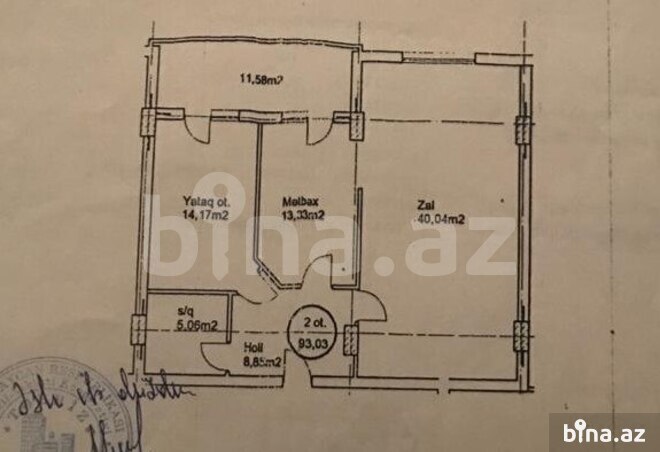 11,58m2
Yataq ot.
14,17m2
Mətbəx
13,33m2
Zal
40,04m2
bina.az
s/q
5,06m2
2 ot.
93,03
Holl
8,85m2
bina.az